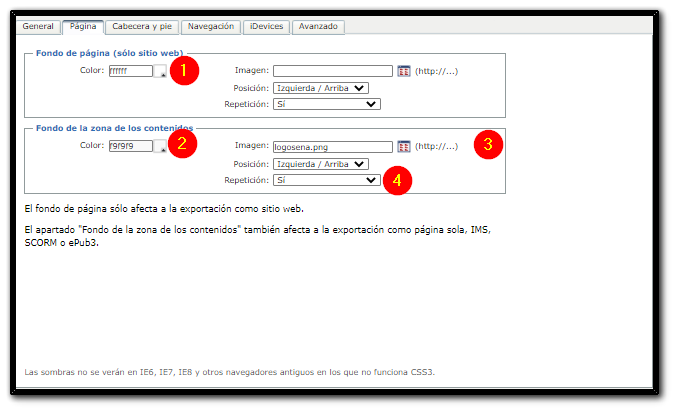 General Página Cabecera y pie Navegación iDevices Avanzado
Fondo de página (sólo sitio web)
Color: ffffff 1 Imagen: (http://...)
Posición: Izquierda / Arriba
Repetición: Sí
Fondo de la zona de los contenidos
Color: f9f9f9 2 Imagen: logosena.png (http://...) 3
Posición: Izquierda / Arriba
Repetición: Sí 4
El fondo de página sólo afecta a la exportación como sitio web.
El apartado "Fondo de la zona de los contenidos" también afecta a la exportación como página sola, IMS,
SCORM o ePub3.
Las sombras no se verán en IE6, IE7, IE8 y otros navegadores antiguos en los que no funciona CSS3.